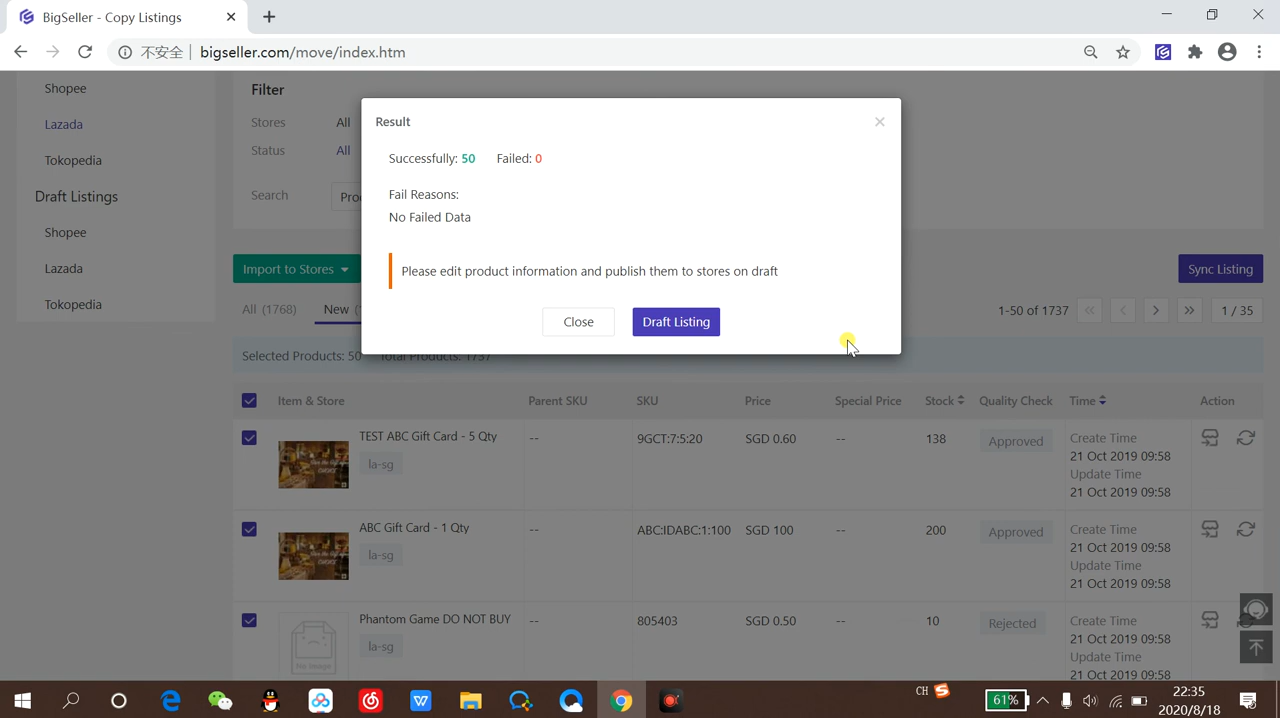 BigSeller - Copy Listings
不安全
bigseller.com/move/index.htm
Shopee
Lazada
Tokopedia
Draft Listings
Shopee
Lazada
Tokopedia
Filter
Stores
All
Status
All
Search
Result
Successfully: 50 Failed: 0
Fail Reasons:
No Failed Data
Please edit product information and publish them to stores on draft
Close
Draft Listing
Import to Stores
Sync Listing
All (1768)
New
1-50 of 1737
1 / 35
Selected Products: 50 Total Products: 1737
Item & Store Parent SKU SKU Price Special Price Stock Quality Check Time Action
TEST ABC Gift Card - 5 Qty
la-sg
--
9GCT:7:5:20
SGD 0.60
--
138
Approved
Create Time
21 Oct 2019 09:58
Update Time
21 Oct 2019 09:58
ABC Gift Card - 1 Qty
la-sg
--
ABC:IDABC:1:100
SGD 100
--
200
Approved
Create Time
21 Oct 2019 09:58
Update Time
21 Oct 2019 09:58
Phantom Game DO NOT BUY
No Image
la-sg
--
805403
SGD 0.50
--
10
Rejected
Create Time
21 Oct 2019 09:58
Update Time
21 Oct 2019 09:58
CH
61%
22:35
2020/8/18